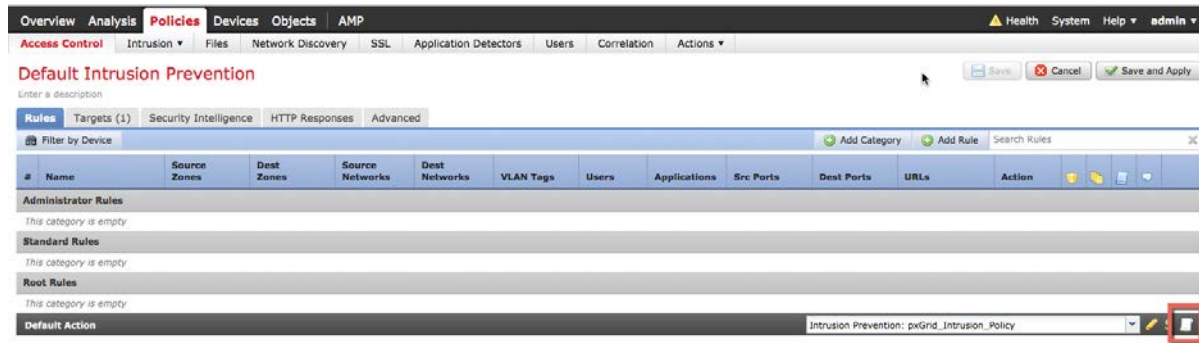 Overview Analysis Policies Devices Objects AMP Health System Help ▾ admin ▾
Access Control Intrusion ▾ Files Network Discovery SSL Application Detectors Users Correlation Actions ▾
Default Intrusion Prevention Save Cancel Save and Apply
Enter a description
Rules Targets (1) Security Intelligence HTTP Responses Advanced
Filter by Device Add Category Add Rule Search Rules
# Name Source Zones Dest Zones Source Networks Dest Networks VLAN Tags Users Applications Src Ports Dest Ports URLs Action
Administrator Rules
This category is empty
Standard Rules
This category is empty
Root Rules
This category is empty
Default Action Intrusion Prevention: pxGrid_Intrusion_Policy